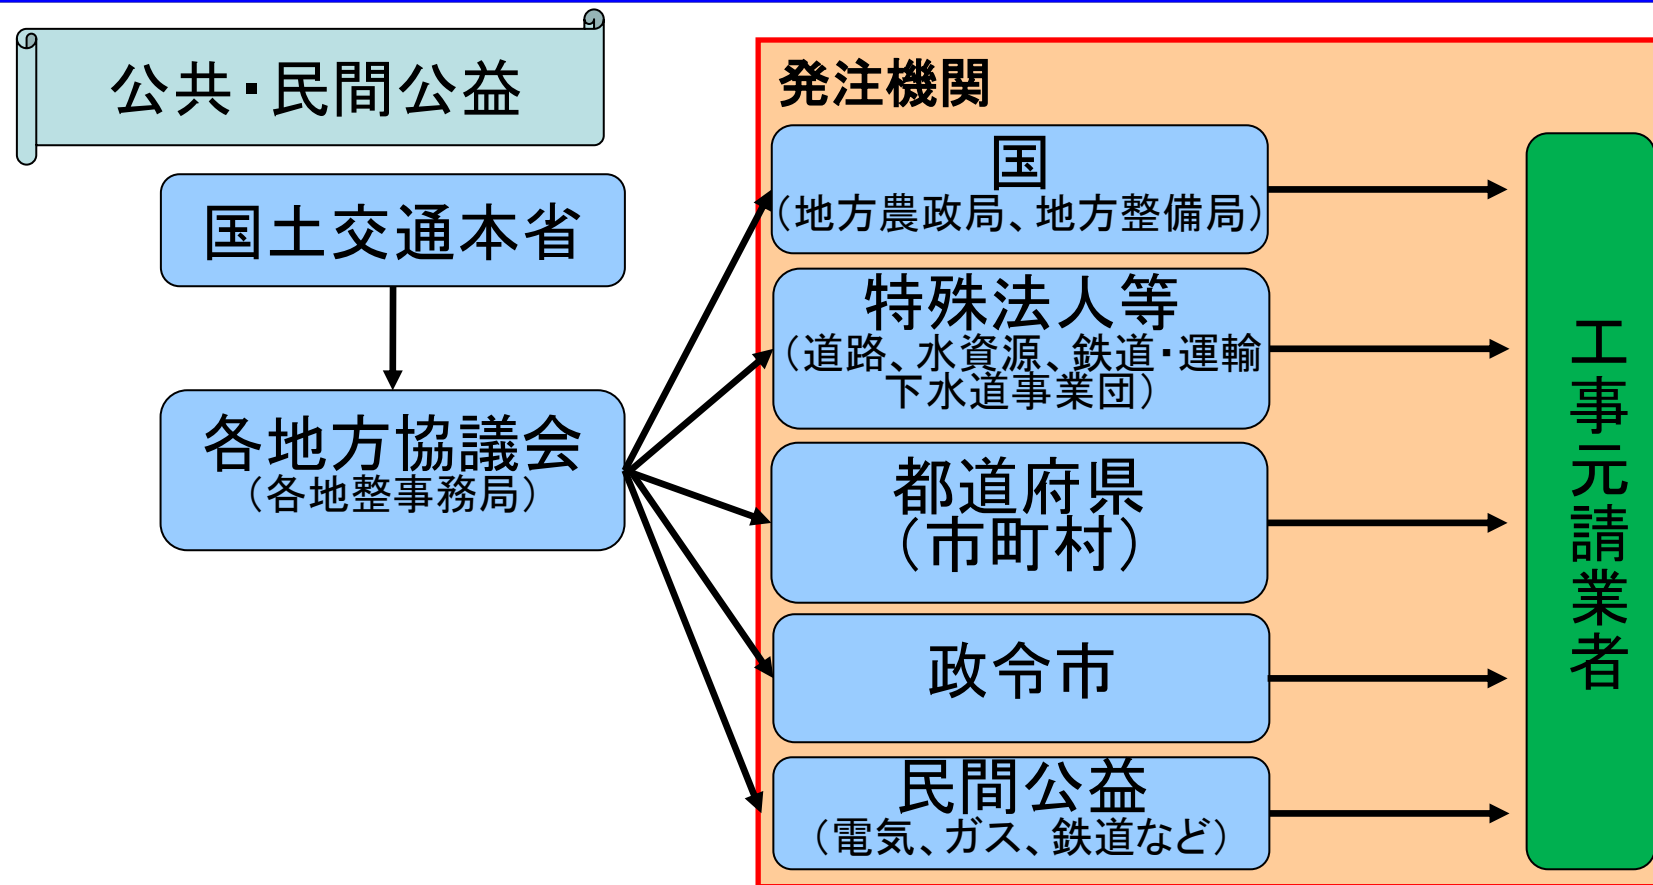 公共・民間公益
国土交通本省
各地方協議会
（各地整事務局）
発注機関
国
（地方農政局、地方整備局）
特殊法人等
（道路、水資源、鉄道・運輸
下水道事業団）
都道府県
（市町村）
政令市
民間公益
（電気、ガス、鉄道など）
工事元請業者